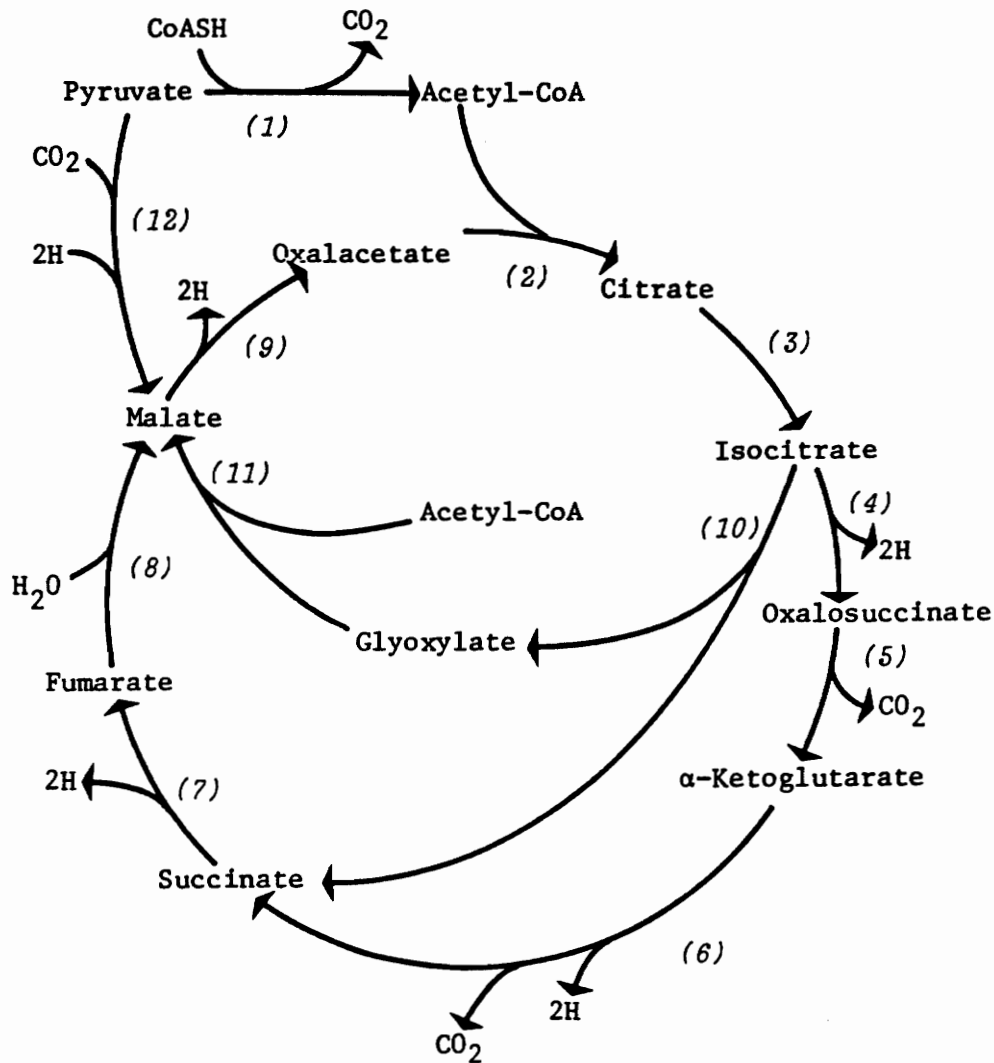 CoASH
CO2
Pyruvate
Acetyl-CoA
(1)
CO2
(12)
2H
Oxalacetate
(2)
Citrate
2H
(9)
(3)
Malate
Isocitrate
(11)
Acetyl-CoA
(10)
(4)
2H
H2O
(8)
Glyoxylate
Oxalosuccinate
(5)
Fumarate
CO2
2H
(7)
α-Ketoglutarate
Succinate
(6)
2H
CO2